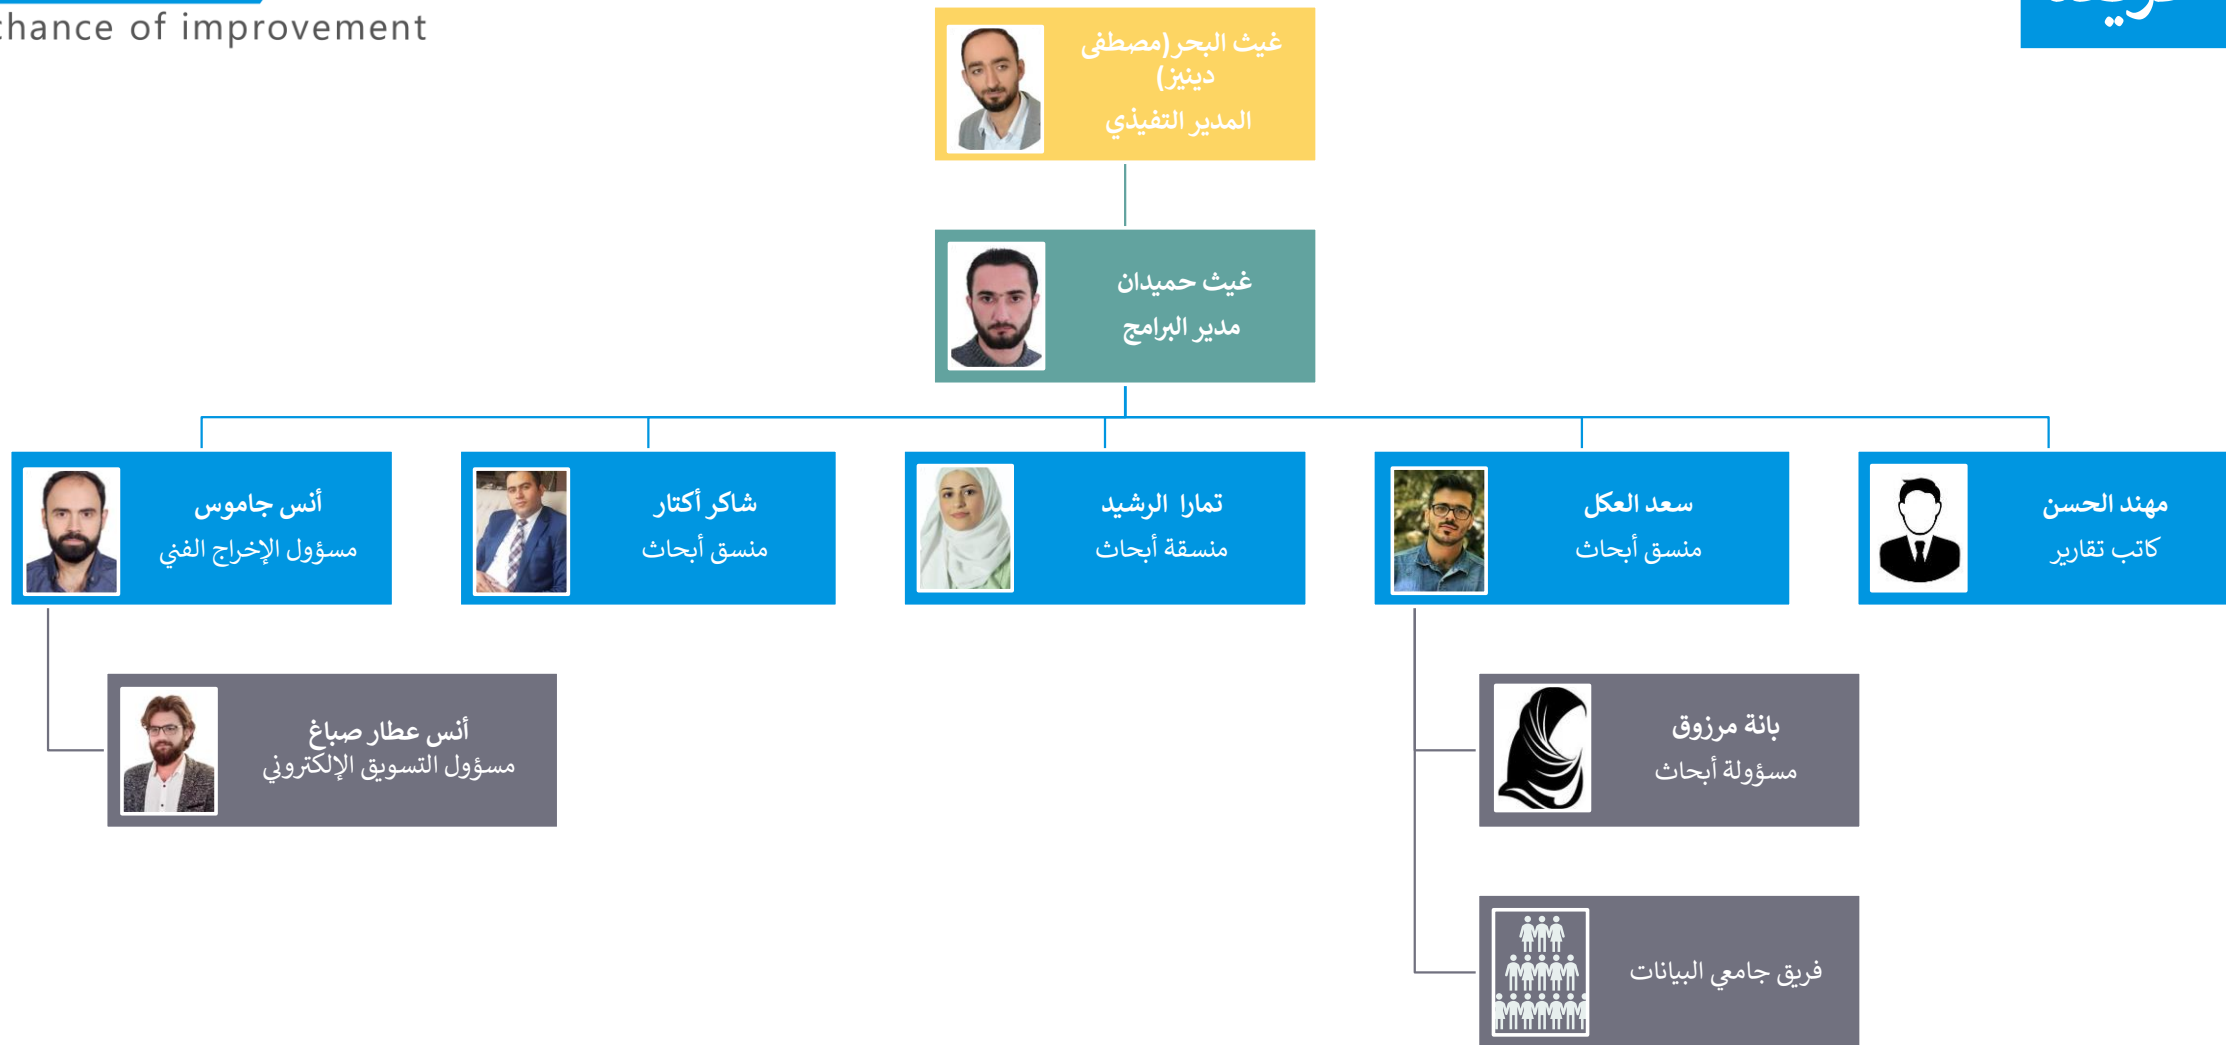 chance of improvement
غيث البحر(مصطفى
دينيز)
المدير التفيذي
غيث حميدان
مدير البرامج
مهند الحسن
كاتب تقارير
سعد العكل
منسق أبحاث
تمارا الرشيد
منسقة أبحاث
شاكر أكتار
منسق أبحاث
أنس جاموس
مسؤول الإخراج الفني
بانة مرزوق
مسؤولة أبحاث
أنس عطار صباغ
مسؤول التسويق الإلكتروني
فريق جامعي البيانات